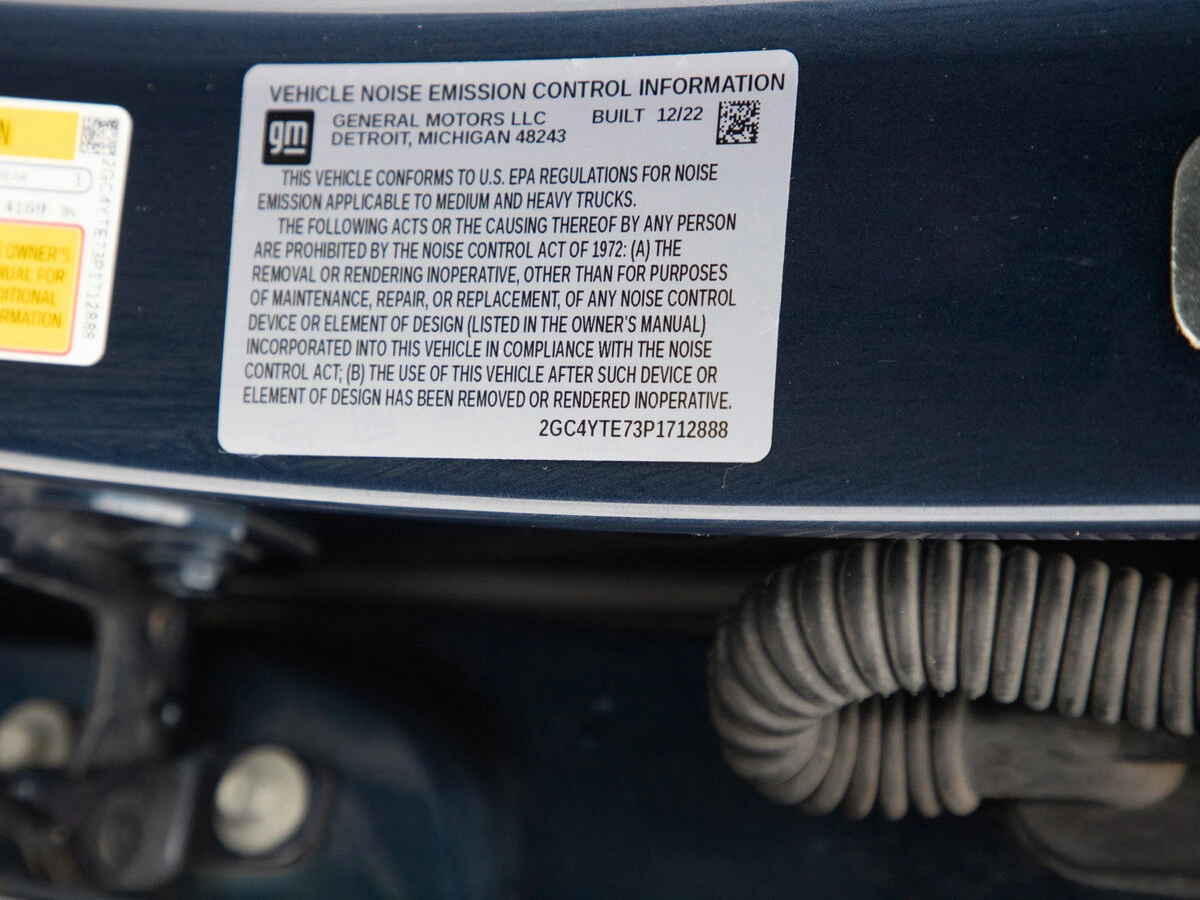 VEHICLE NOISE EMISSION CONTROL INFORMATION
gm
GENERAL MOTORS LLC BUILT 12/22
DETROIT, MICHIGAN 48243
THIS VEHICLE CONFORMS TO U.S. EPA REGULATIONS FOR NOISE
EMISSION APPLICABLE TO MEDIUM AND HEAVY TRUCKS.
THE FOLLOWING ACTS OR THE CAUSING THEREOF BY ANY PERSON
ARE PROHIBITED BY THE NOISE CONTROL ACT OF 1972: (A) THE
REMOVAL OR RENDERING INOPERATIVE, OTHER THAN FOR PURPOSES
OF MAINTENANCE, REPAIR, OR REPLACEMENT, OF ANY NOISE CONTROL
DEVICE OR ELEMENT OF DESIGN (LISTED IN THE OWNER'S MANUAL)
INCORPORATED INTO THIS VEHICLE IN COMPLIANCE WITH THE NOISE
CONTROL ACT; (B) THE USE OF THIS VEHICLE AFTER SUCH DEVICE OR
ELEMENT OF DESIGN HAS BEEN REMOVED OR RENDERED INOPERATIVE.
2GC4YTE73P1712888
N
OWNER'S
NUAL FOR
DITIONAL
RMATION
2GC4YTE73P1712888